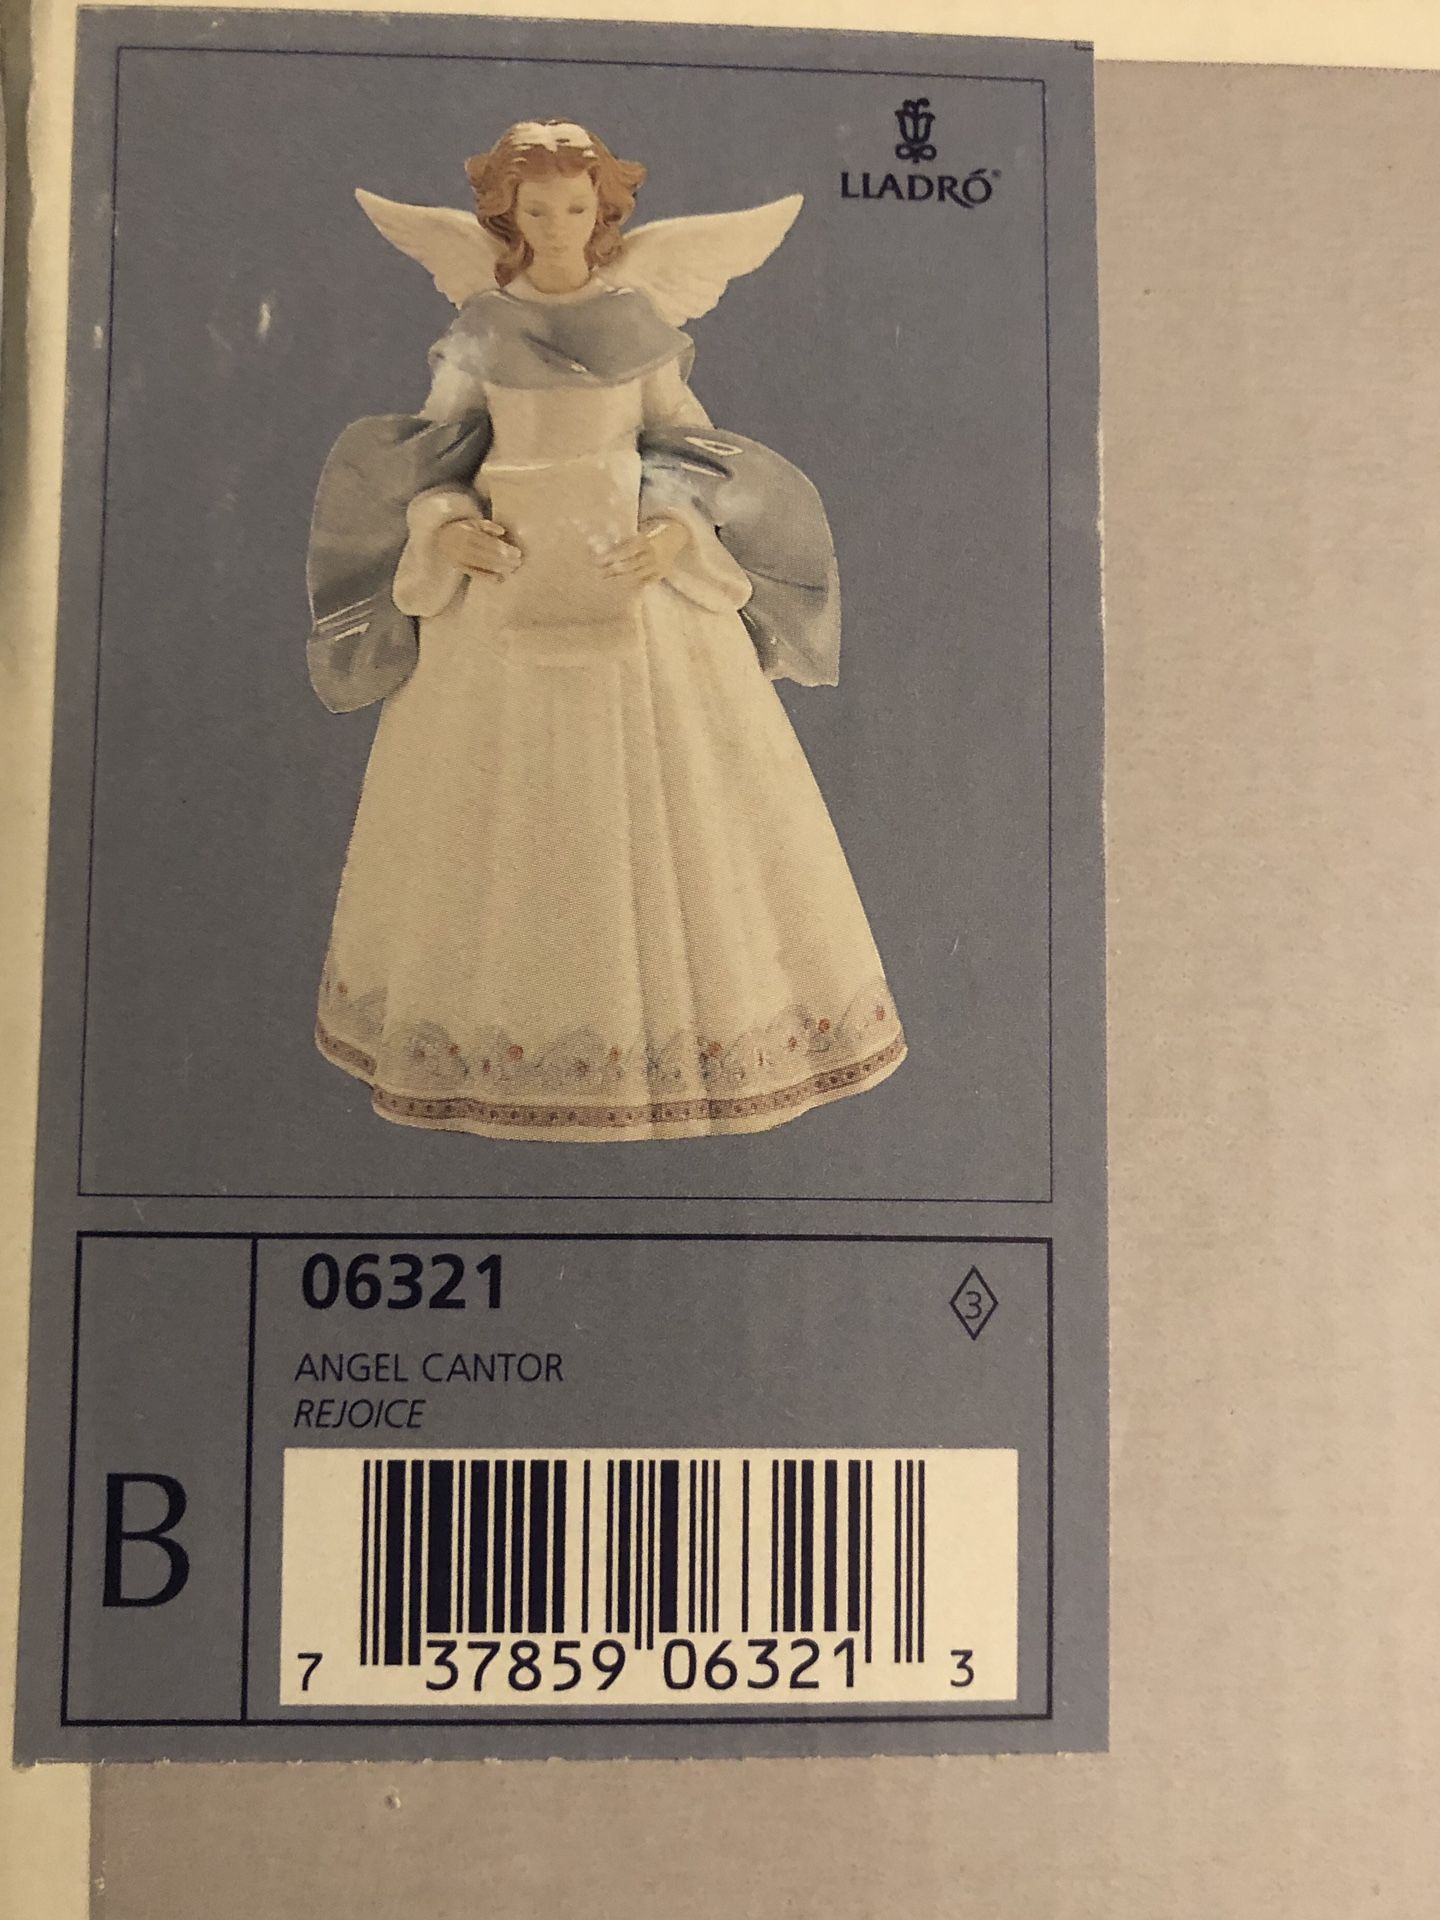 LLADRÓ®
06321
3
ANGEL CANTOR
REJOICE
B
7 37859 06321 3